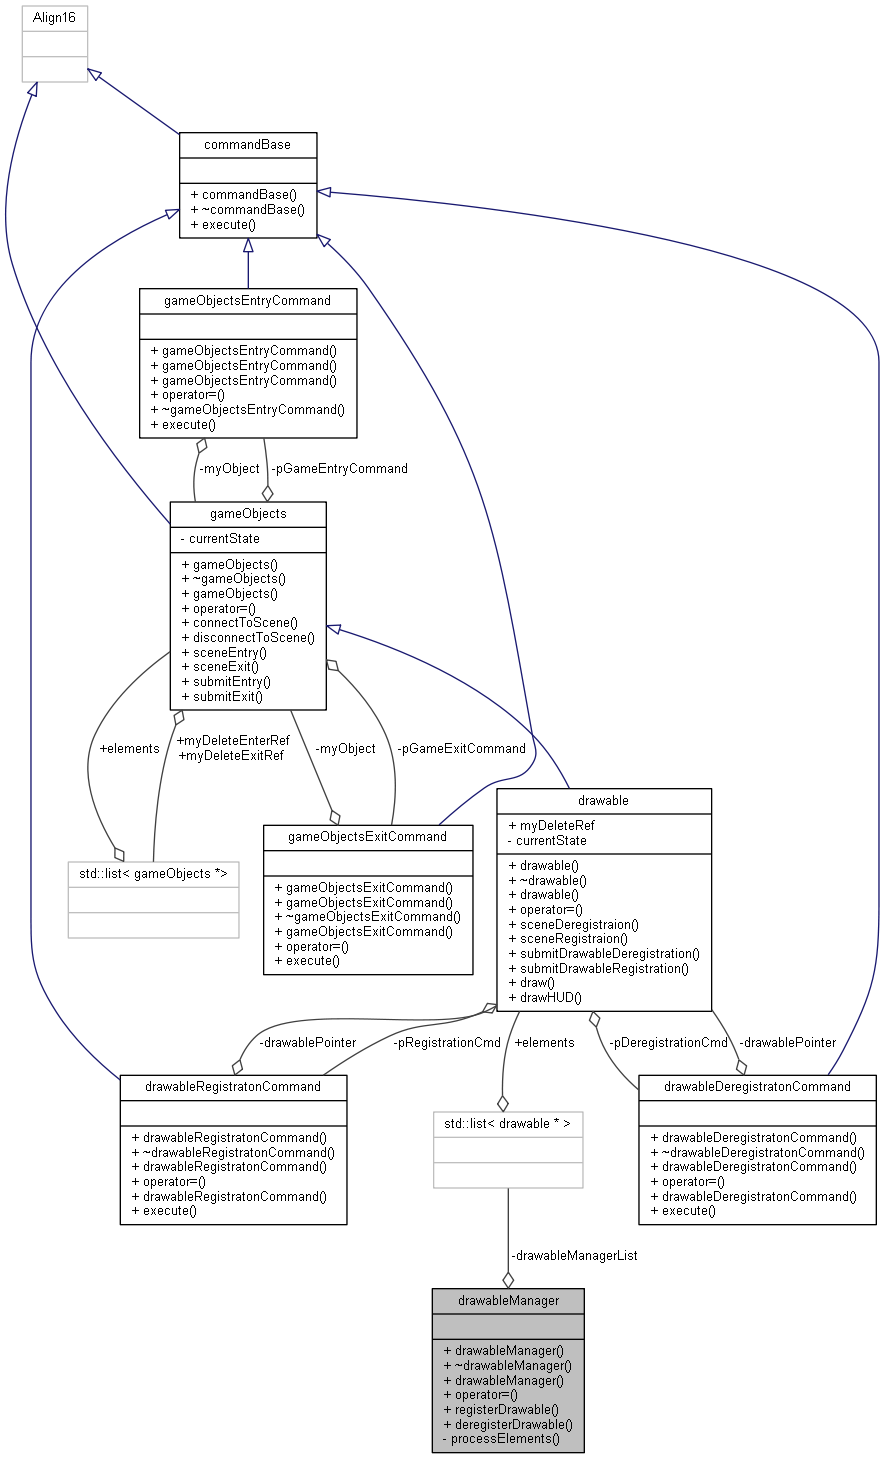 Align16
commandBase
+ commandBase()
+ ~commandBase()
+ execute()
gameObjectsEntryCommand
+ gameObjectsEntryCommand()
+ gameObjectsEntryCommand()
+ gameObjectsEntryCommand()
+ operator=()
+ ~gameObjectsEntryCommand()
+ execute()
-myObject
-pGameEntryCommand
gameObjects
- currentState
+ gameObjects()
+ ~gameObjects()
+ gameObjects()
+ operator=()
+ connectToScene()
+ disconnectToScene()
+ sceneEntry()
+ sceneExit()
+ submitEntry()
+ submitExit()
+elements
+myDeleteEnterRef
+myDeleteExitRef
-myObject
-pGameExitCommand
std::list< gameObjects *>
gameObjectsExitCommand
+ gameObjectsExitCommand()
+ gameObjectsExitCommand()
+ ~gameObjectsExitCommand()
+ gameObjectsExitCommand()
+ operator=()
+ execute()
drawable
+ myDeleteRef
- currentState
+ drawable()
+ ~drawable()
+ drawable()
+ operator=()
+ sceneDeregistraion()
+ sceneRegistraion()
+ submitDrawableDeregistration()
+ submitDrawableRegistration()
+ draw()
+ drawHUD()
-drawablePointer
-pRegistrationCmd
+elements
-pDeregistrationCmd
-drawablePointer
drawableRegistratonCommand
+ drawableRegistratonCommand()
+ ~drawableRegistratonCommand()
+ drawableRegistratonCommand()
+ operator=()
+ drawableRegistratonCommand()
+ execute()
std::list< drawable * >
drawableDeregistratonCommand
+ drawableDeregistratonCommand()
+ ~drawableDeregistratonCommand()
+ drawableDeregistratonCommand()
+ operator=()
+ drawableDeregistratonCommand()
+ execute()
-drawableManagerList
drawableManager
+ drawableManager()
+ ~drawableManager()
+ drawableManager()
+ operator=()
+ registerDrawable()
+ deregisterDrawable()
- processElements()